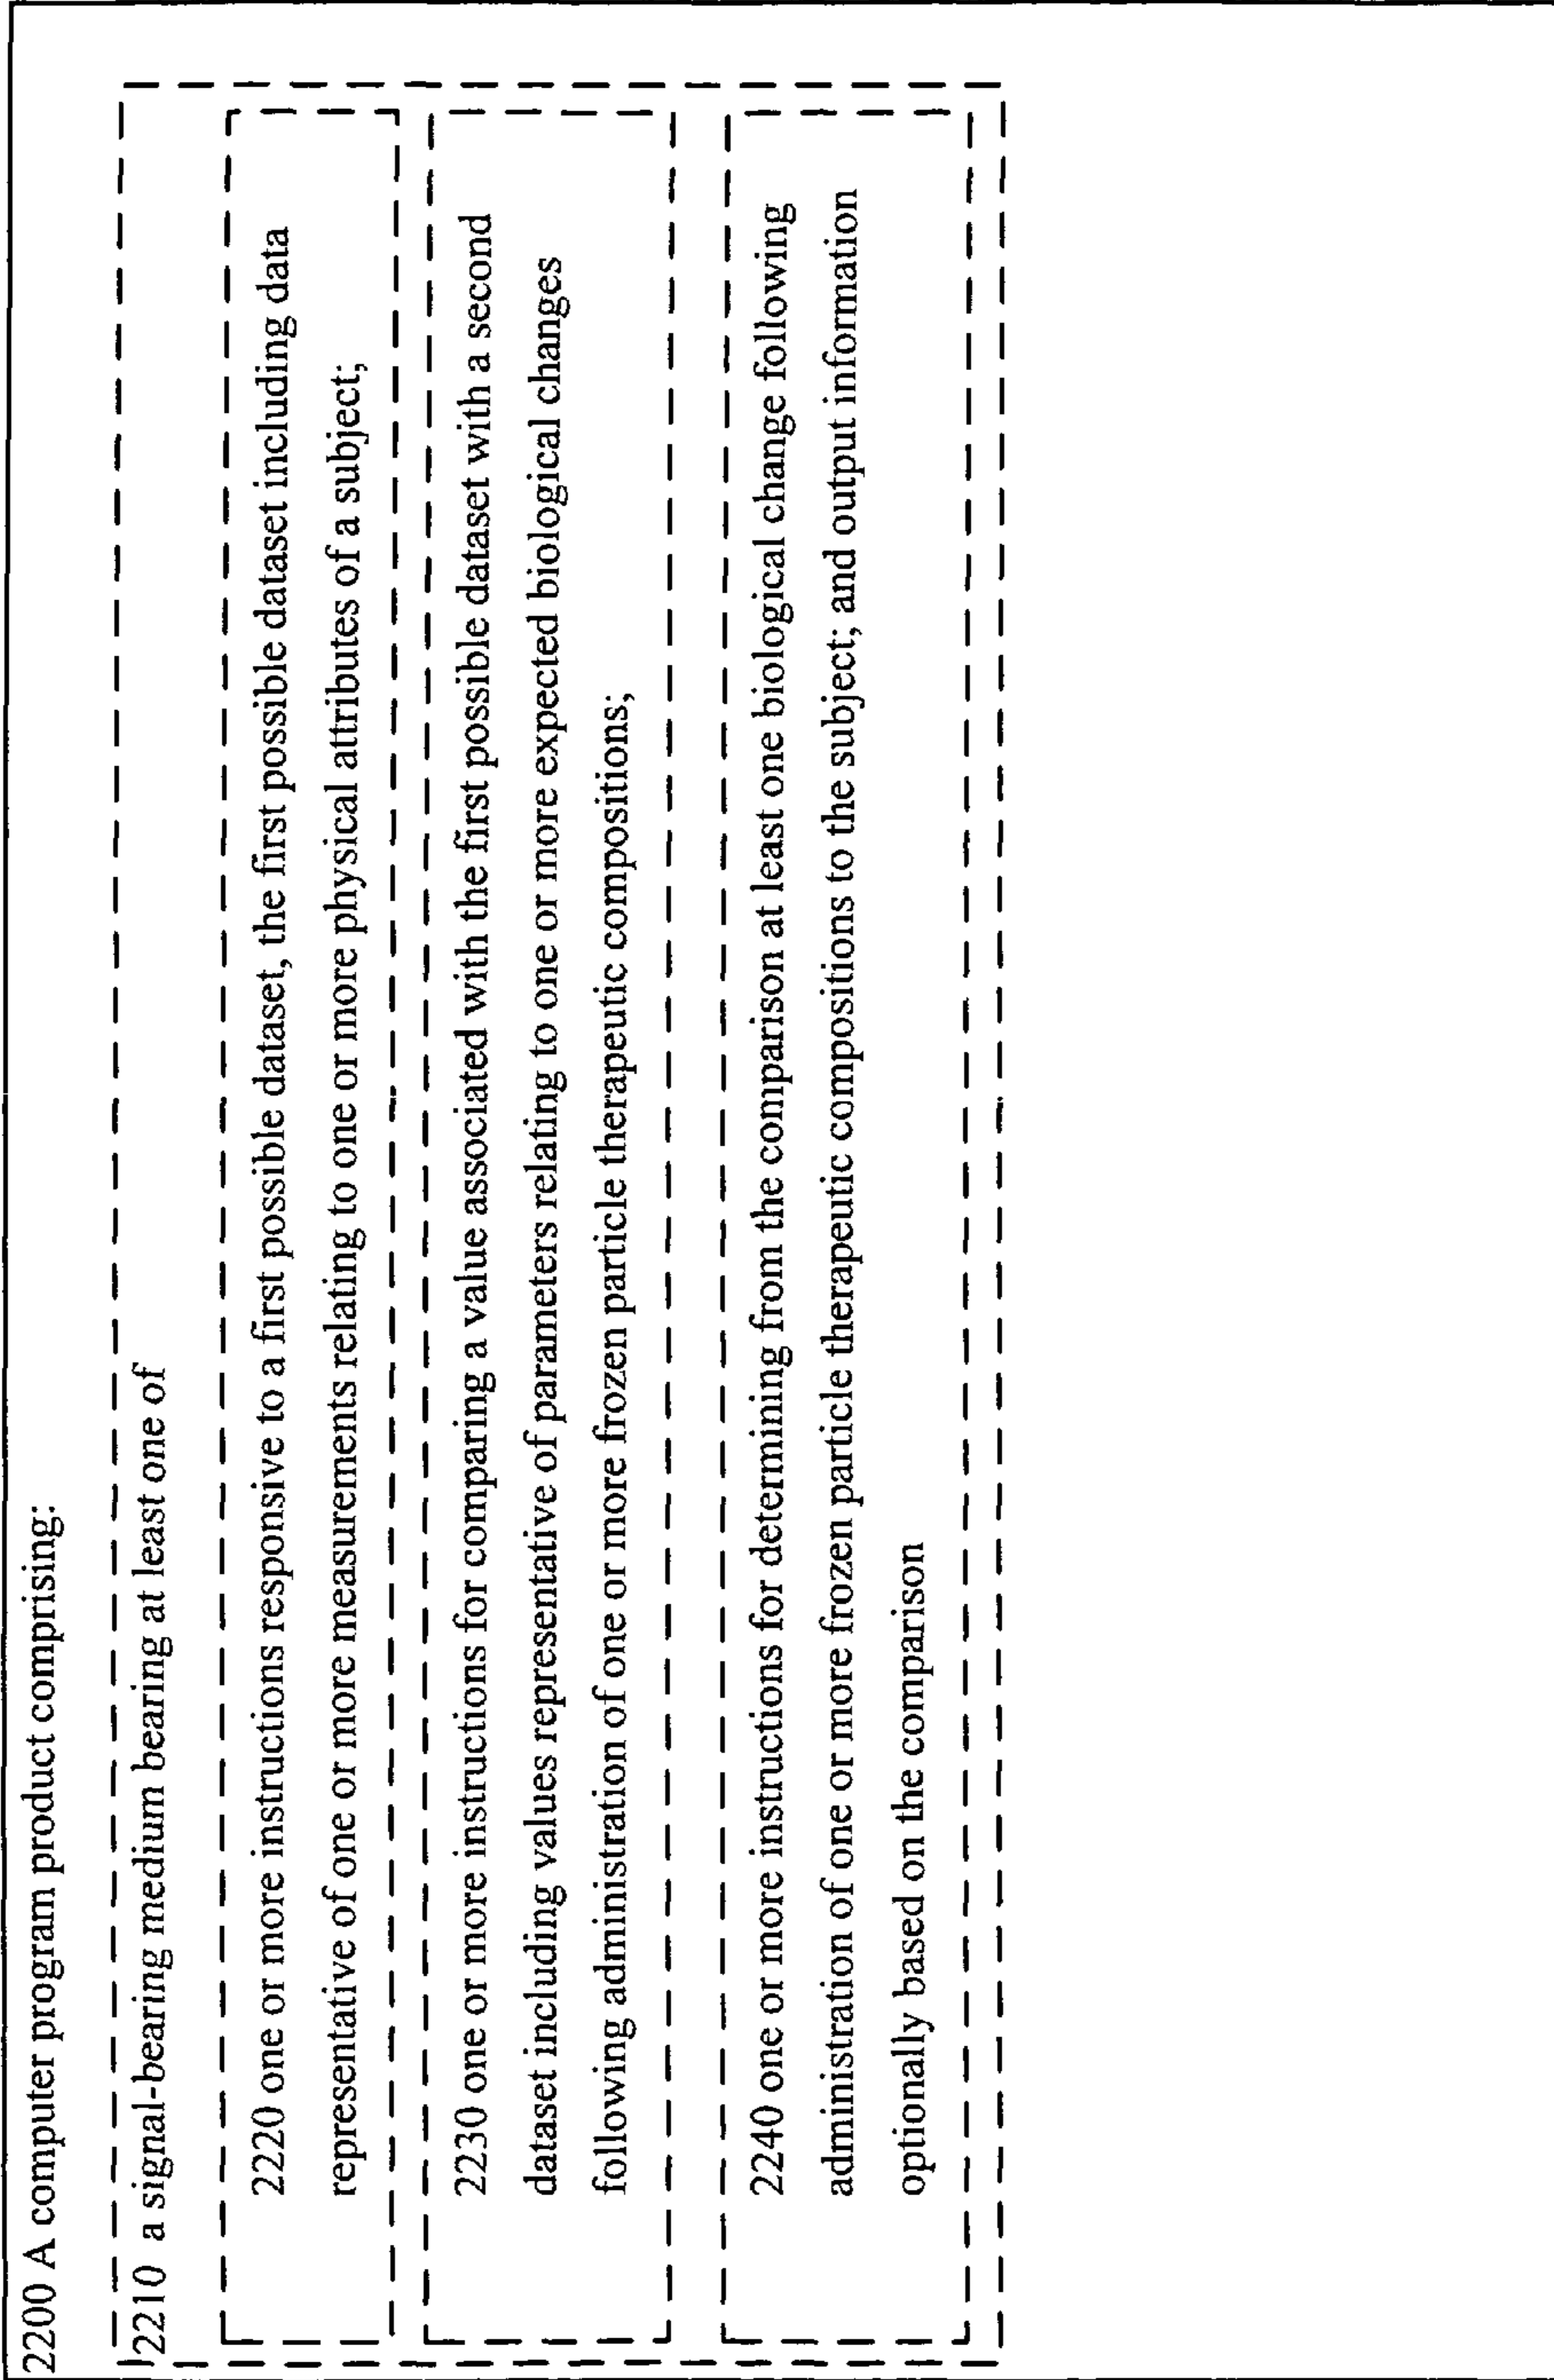 2200 A computer program product comprising:
2210 a signal-bearing medium bearing at least one of
2220 one or more instructions responsive to a first possible dataset, the first possible dataset including data
representative of one or more measurements relating to one or more physical attributes of a subject;
2230 one or more instructions for comparing a value associated with the first possible dataset with a second
dataset including values representative of parameters relating to one or more expected biological changes
following administration of one or more frozen particle therapeutic compositions;
2240 one or more instructions for determining from the comparison at least one biological change following
administration of one or more frozen particle therapeutic compositions to the subject; and output information
optionally based on the comparison